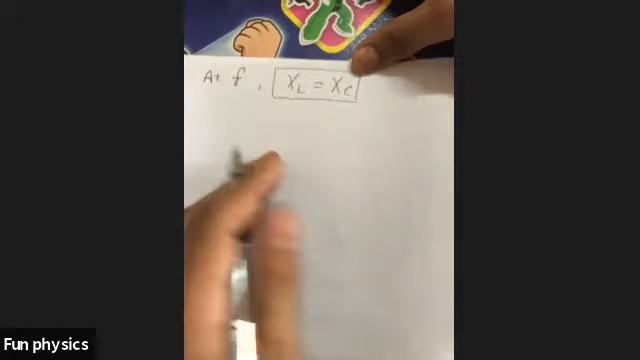 At f, X_L = X_C
Fun physics